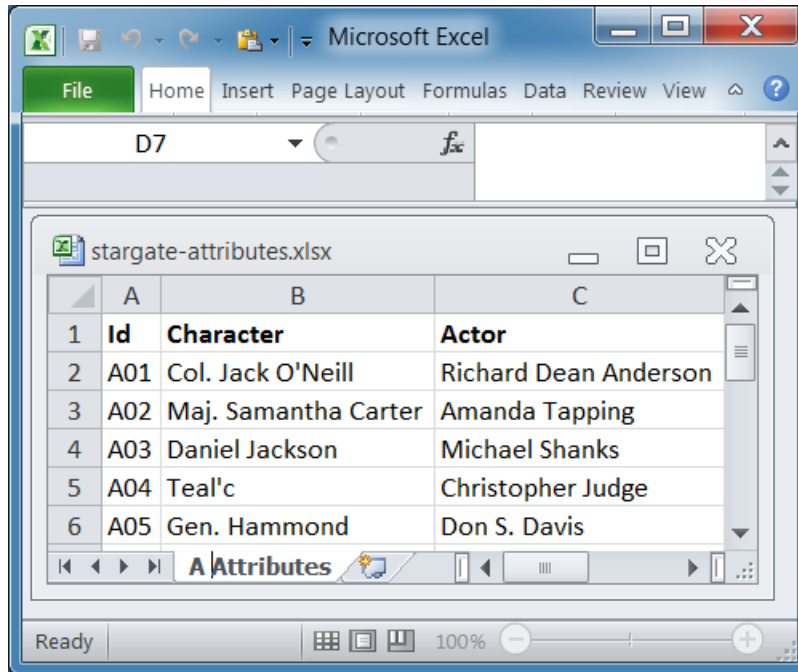 Microsoft Excel
File Home Insert Page Layout Formulas Data Review View
D7 fx
stargate-attributes.xlsx
A B C
1 Id Character Actor
2 A01 Col. Jack O'Neill Richard Dean Anderson
3 A02 Maj. Samantha Carter Amanda Tapping
4 A03 Daniel Jackson Michael Shanks
5 A04 Teal'c Christopher Judge
6 A05 Gen. Hammond Don S. Davis
A Attributes
Ready 100%